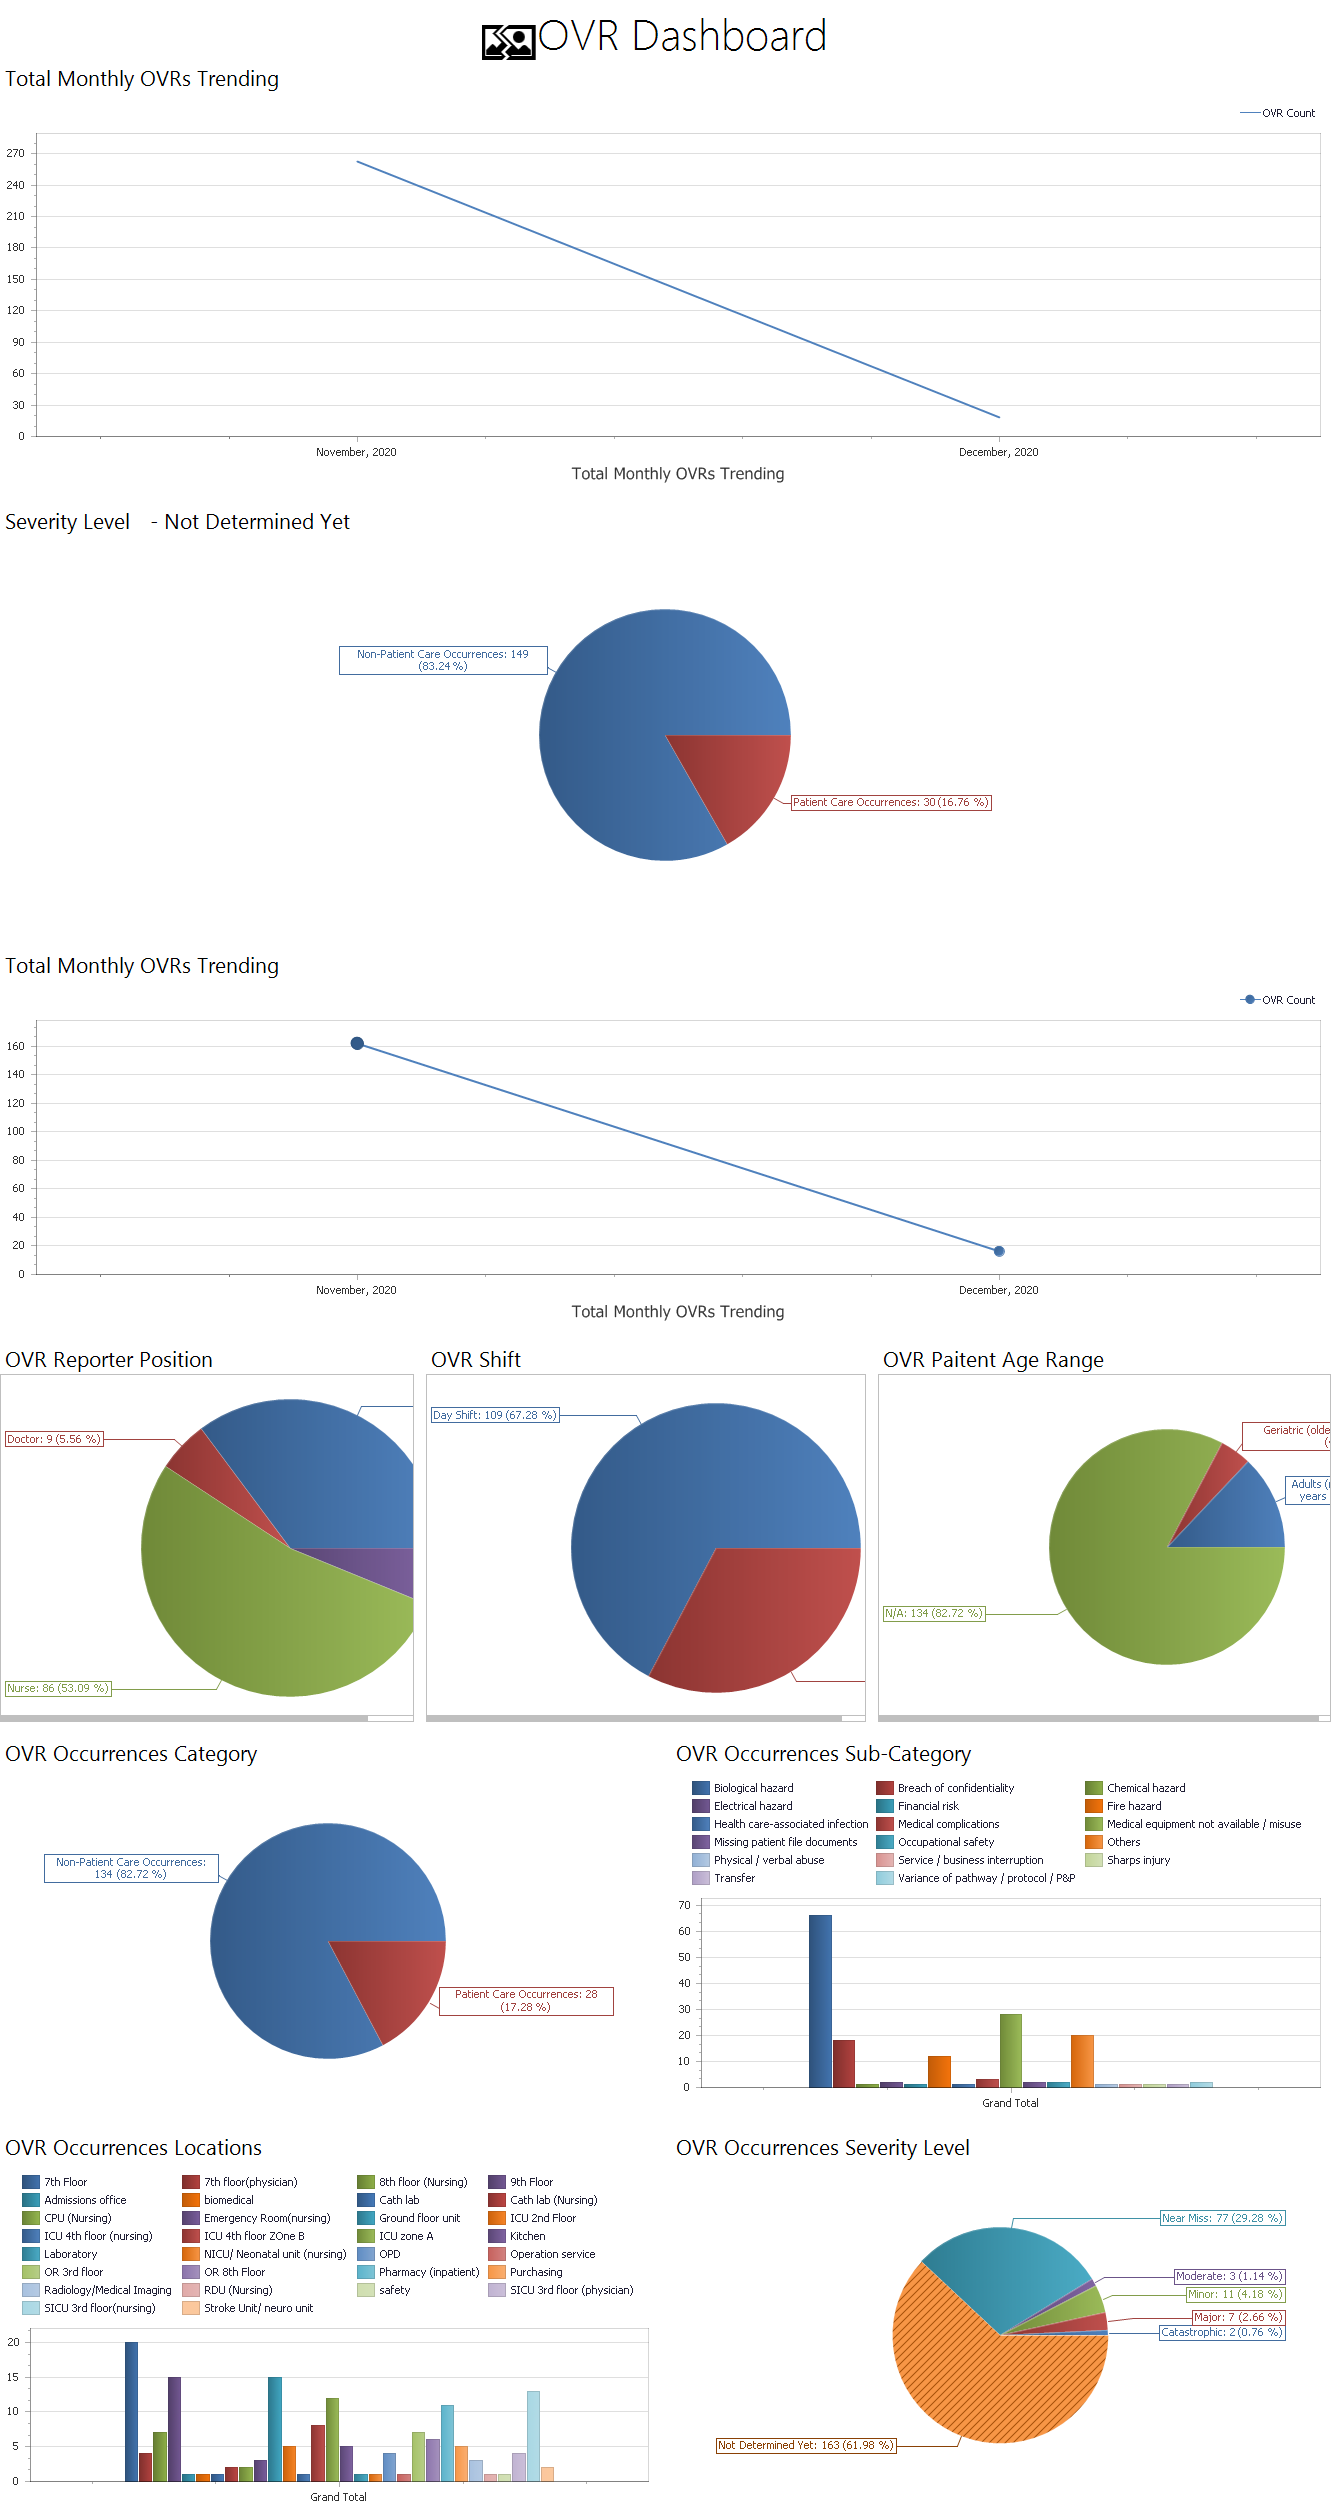 OVR Dashboard
Total Monthly OVRs Trending
OVR Count
270
240
210
180
150
120
90
60
30
0
November, 2020
December, 2020
Total Monthly OVRs Trending
Severity Level - Not Determined Yet
Non-Patient Care Occurrences: 149
(83.24 %)
Patient Care Occurrences: 30 (16.76 %)
Total Monthly OVRs Trending
OVR Count
160
140
120
100
80
60
40
20
0
November, 2020
December, 2020
Total Monthly OVRs Trending
OVR Reporter Position
Doctor: 9 (5.56 %)
Nurse: 86 (53.09 %)
OVR Shift
Day Shift: 109 (67.28 %)
OVR Paitent Age Range
Geriatric (olde
(
Adults (
years
N/A: 134 (82.72 %)
OVR Occurrences Category
Non-Patient Care Occurrences:
134 (82.72 %)
Patient Care Occurrences: 28
(17.28 %)
OVR Occurrences Sub-Category
Biological hazard
Breach of confidentiality
Chemical hazard
Electrical hazard
Financial risk
Fire hazard
Health care-associated infection
Medical complications
Medical equipment not available / misuse
Missing patient file documents
Occupational safety
Others
Physical / verbal abuse
Service / business interruption
Sharps injury
Transfer
Variance of pathway / protocol / P&P
70
60
50
40
30
20
10
0
Grand Total
OVR Occurrences Locations
7th Floor
7th floor(physician)
8th floor (Nursing)
9th Floor
Admissions office
biomedical
Cath lab
Cath lab (Nursing)
CPU (Nursing)
Emergency Room(nursing)
Ground floor unit
ICU 2nd Floor
ICU 4th floor (nursing)
ICU 4th floor ZOne B
ICU zone A
Kitchen
Laboratory
NICU/ Neonatal unit (nursing)
OPD
Operation service
OR 3rd floor
OR 8th Floor
Pharmacy (inpatient)
Purchasing
Radiology/Medical Imaging
RDU (Nursing)
safety
SICU 3rd floor (physician)
SICU 3rd floor(nursing)
Stroke Unit/ neuro unit
20
15
10
5
0
Grand Total
OVR Occurrences Severity Level
Near Miss: 77 (29.28 %)
Moderate: 3 (1.14 %)
Minor: 11 (4.18 %)
Major: 7 (2.66 %)
Catastrophic: 2 (0.76 %)
Not Determined Yet: 163 (61.98 %)